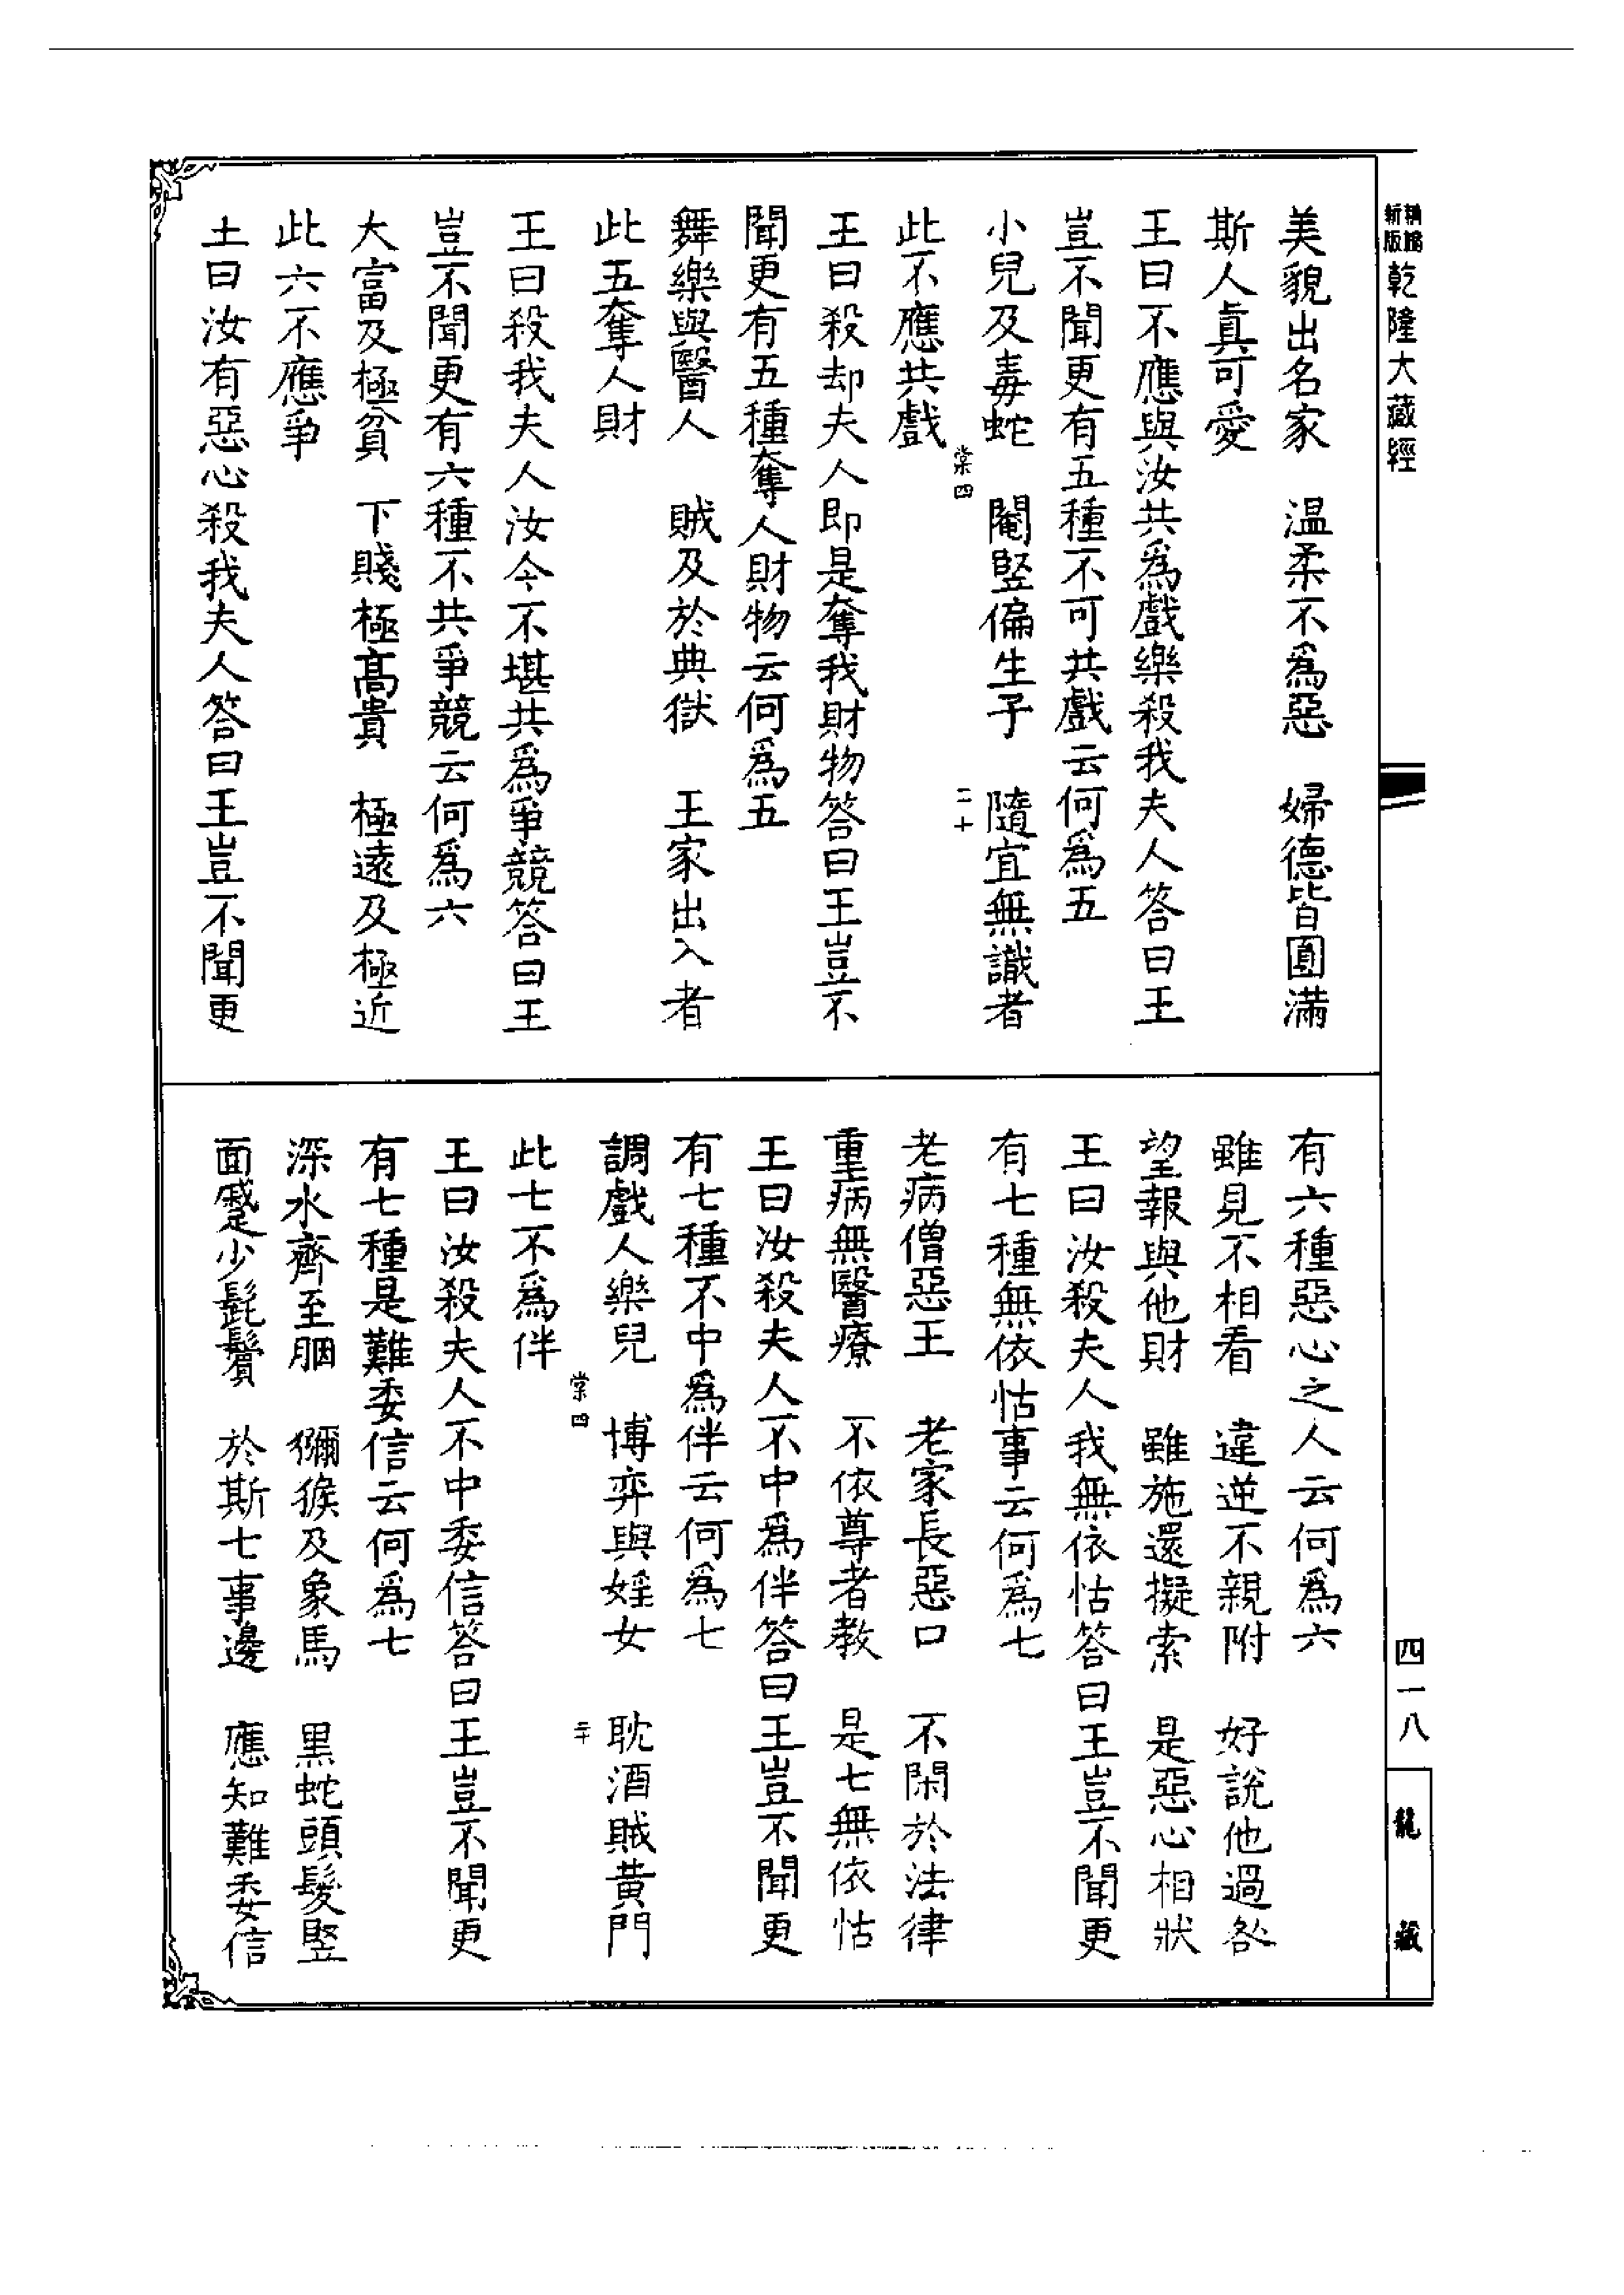 新版
精縮
乾隆大藏經
四一八
龍藏
美貌出名家　溫柔不爲惡　婦德皆圓滿
斯人真可愛
王曰不應與汝共爲戲樂殺我夫人答曰王
豈不聞更有五種不可共戲云何爲五
小兒及毒蛇　閹豎偏生子　隨宜無識者
棠四　二十
此不應共戲
王曰殺却夫人即是奪我財物答曰王豈不
聞更有五種奪人財物云何爲五
舞樂與醫人　賊及於典獄　王家出入者
此五奪人財
王曰殺我夫人汝今不堪共爲爭競答曰王
豈不聞更有六種不共爭競云何爲六
大富及極貧　下賤極高貴　極遠及極近
此六不應爭
王曰汝有惡心殺我夫人答曰王豈不聞更
有六種惡心之人云何爲六
雖見不相看　違逆不親附　好說他過咎
望報與他財　雖施還擬索　是惡心相狀
王曰汝殺夫人我無依怙答曰王豈不聞更
有七種無依怙事云何爲七
老病僧惡王　老家長惡口　不閑於法律
重病無醫療　不依尊者教　是七無依怙
王曰汝殺夫人不中爲伴答曰王豈不聞更
有七種不中爲伴云何爲七
調戲人樂兒　博弈與婬女　耽酒賊黃門
棠四
此七不爲伴
王曰汝殺夫人不中委信答曰王豈不聞更
有七種是難委信云何爲七
深水齊至胭　獼猴及象馬　黑蛇頭髮豎
面蹙少髭鬢　於斯七事邊　應知難委信